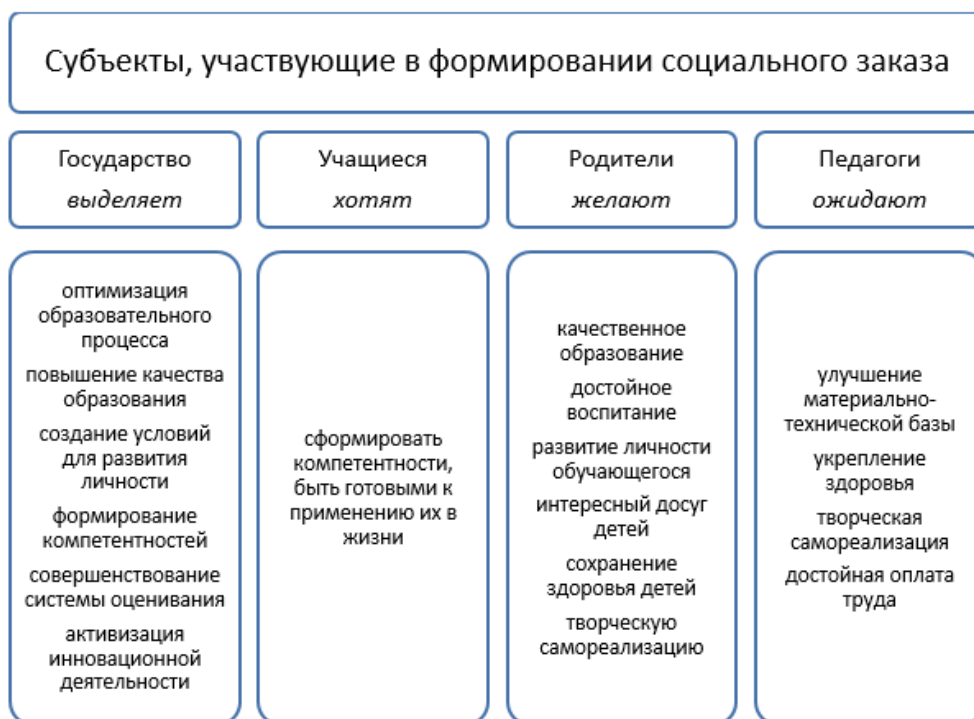 Субъекты, участвующие в формировании социального заказа
Государство
выделяет
Учащиеся
хотят
Родители
желают
Педагоги
ожидают
оптимизация
образовательного
процесса
повышение качества
образования
создание условий
для развития
личности
формирование
компетентностей
совершенствование
системы оценивания
активизация
инновационной
деятельности
сформировать
компетентности,
быть готовыми к
применению их в
жизни
качественное
образование
достойное
воспитание
развитие личности
обучающегося
интересный досуг
детей
сохранение
здоровья детей
творческую
самореализацию
улучшение
материально-
технической базы
укрепление
здоровья
творческая
самореализация
достойная оплата
труда